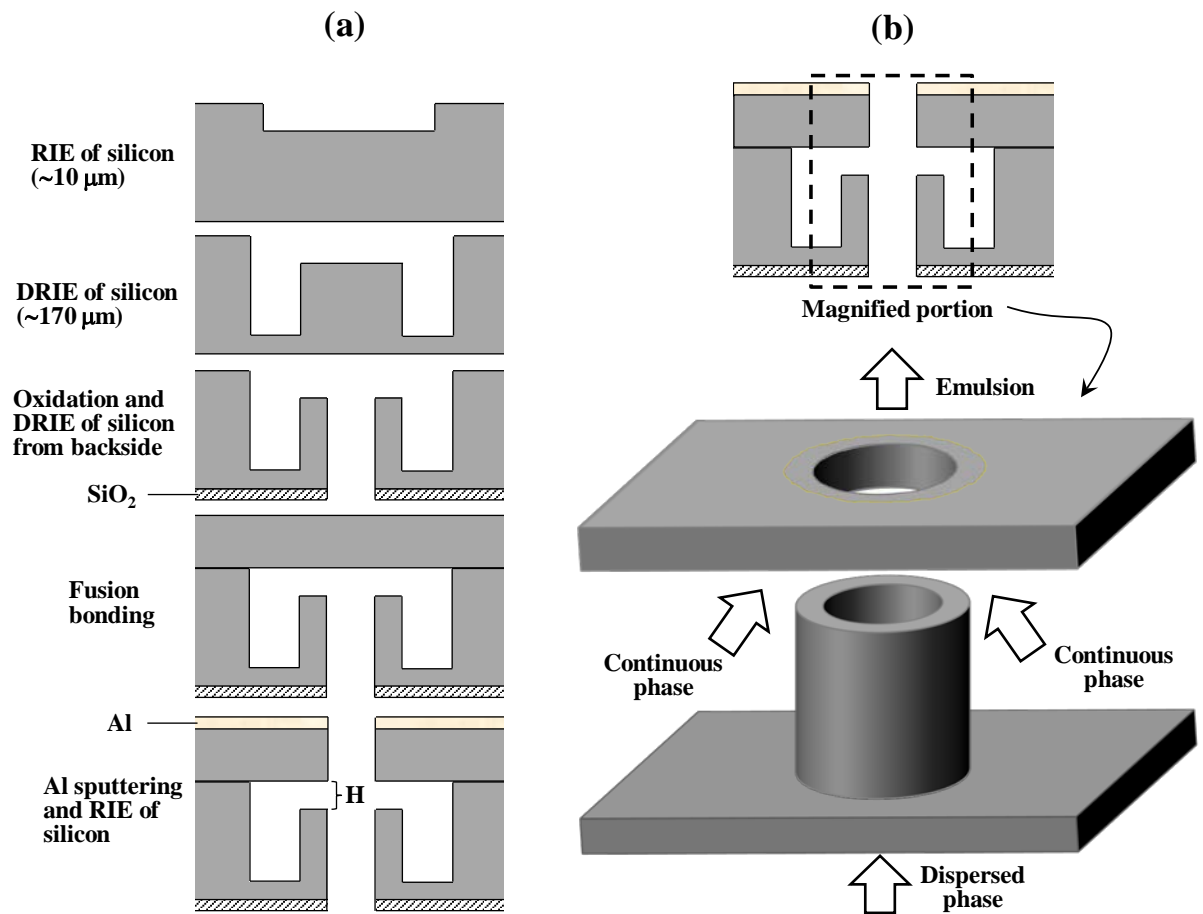 (a)
RIE of silicon
(~10 μm)
DRIE of silicon
(~170 μm)
Oxidation and
DRIE of silicon
from backside
SiO₂
Fusion
bonding
Al
Al sputtering
and RIE of
silicon
H
(b)
Magnified portion
Emulsion
Continuous
phase
Continuous
phase
Dispersed
phase